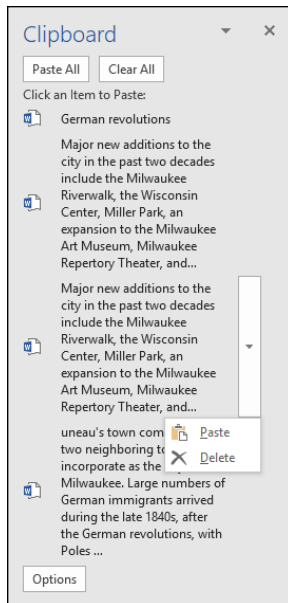 Clipboard
Paste All Clear All
Click an Item to Paste:
German revolutions
Major new additions to the
city in the past two decades
include the Milwaukee
Riverwalk, the Wisconsin
Center, Miller Park, an
expansion to the Milwaukee
Art Museum, Milwaukee
Repertory Theater, and...
Major new additions to the
city in the past two decades
include the Milwaukee
Riverwalk, the Wisconsin
Center, Miller Park, an
expansion to the Milwaukee
Art Museum, Milwaukee
Repertory Theater, and...
uneau's town com
Paste
two neighboring to
Delete
incorporate as the
Milwaukee. Large numbers of
German immigrants arrived
during the late 1840s, after
the German revolutions, with
Poles ...
Options